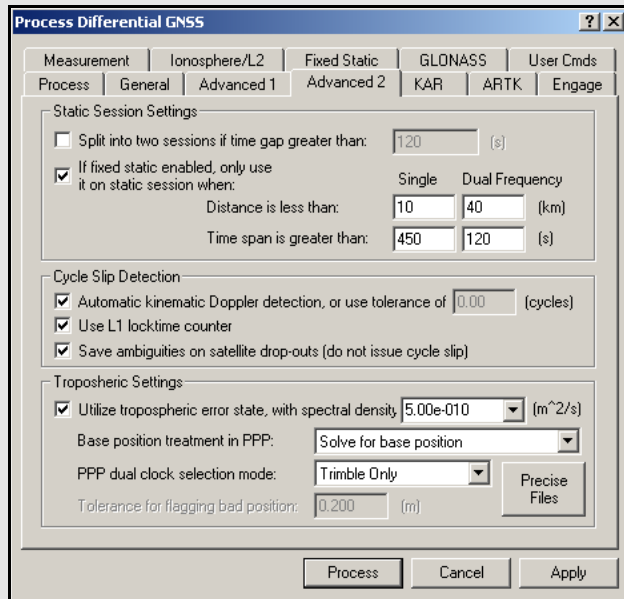 Process Differential GNSS
Measurement Ionosphere/L2 Fixed Static GLONASS User Cmds
Process General Advanced 1 Advanced 2 KAR ARTK Engage
Static Session Settings
Split into two sessions if time gap greater than: 120 (s)
If fixed static enabled, only use
it on static session when:
Single Dual Frequency
Distance is less than: 10 40 (km)
Time span is greater than: 450 120 (s)
Cycle Slip Detection
Automatic kinematic Doppler detection, or use tolerance of 0.00 (cycles)
Use L1 locktime counter
Save ambiguities on satellite drop-outs (do not issue cycle slip)
Troposheric Settings
Utilize tropospheric error state, with spectral density 5.00e-010 (m^2/s)
Base position treatment in PPP: Solve for base position
PPP dual clock selection mode: Trimble Only
Precise
Files
Tolerance for flagging bad position: 0.200 (m)
Process Cancel Apply